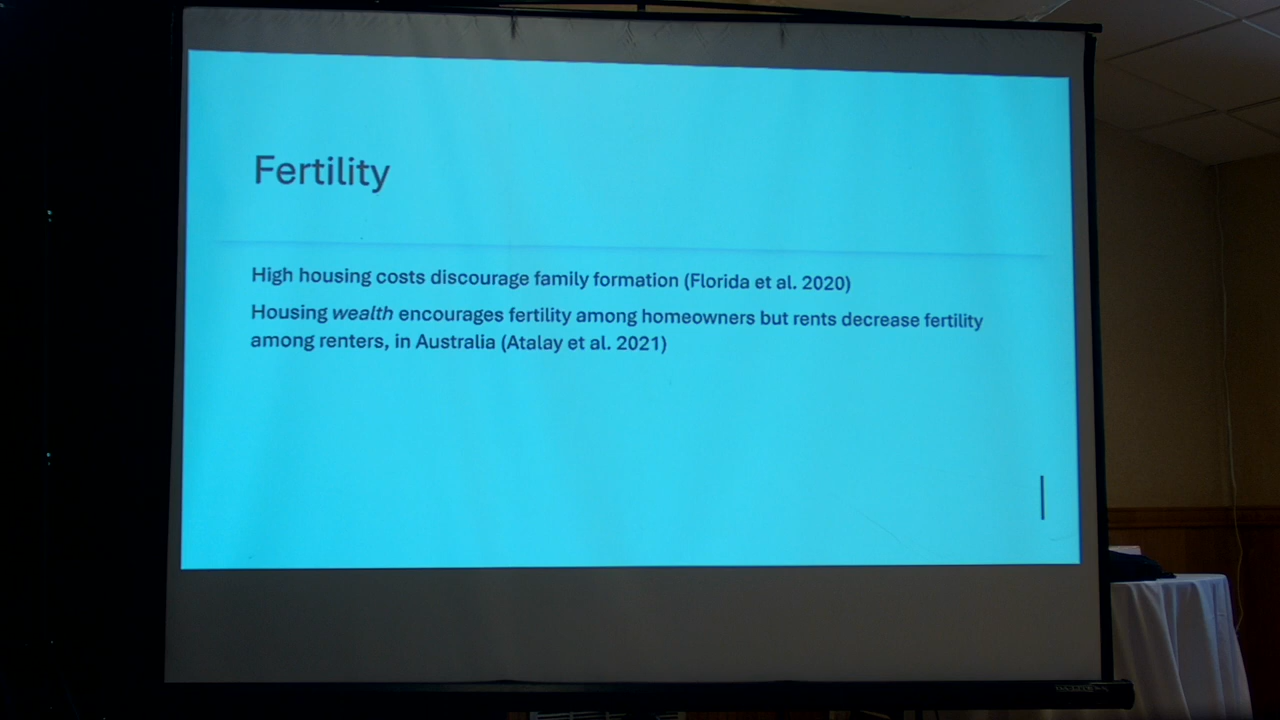 Fertility
High housing costs discourage family formation (Florida et al. 2020)
Housing wealth encourages fertility among homeowners but rents decrease fertility
among renters, in Australia (Atalay et al. 2021)